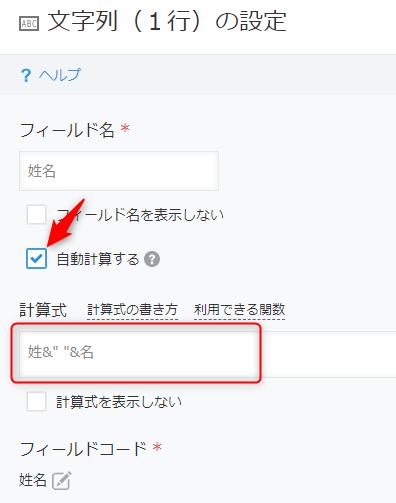 ABC 文字列（１行）の設定
? ヘルプ
フィールド名 *
姓名
フィールド名を表示しない
自動計算する ?
計算式 計算式の書き方 利用できる関数
姓&" "&名
計算式を表示しない
フィールドコード *
姓名